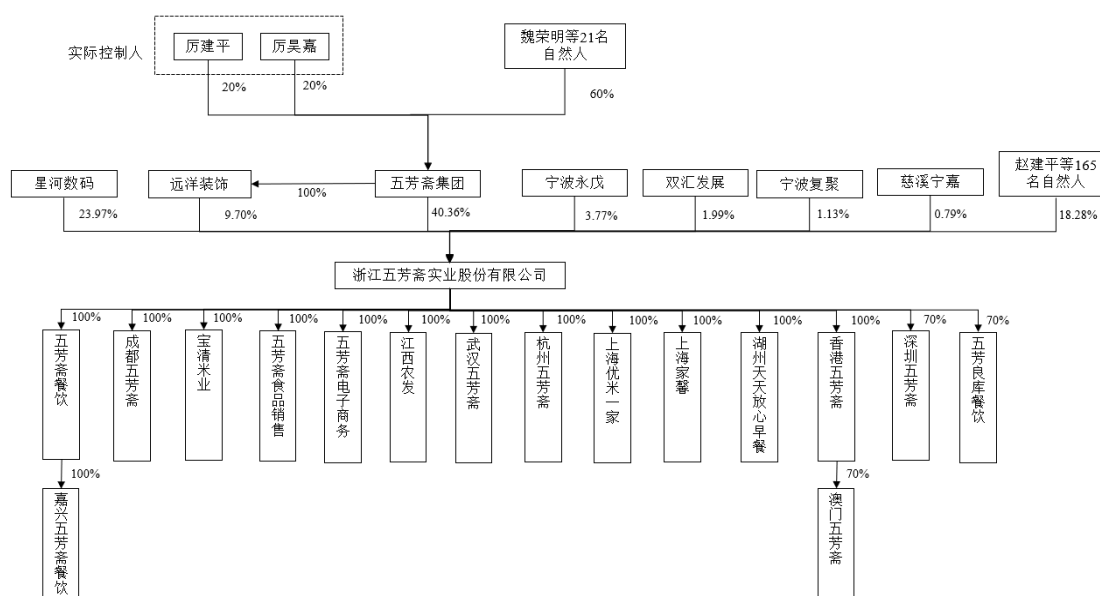 实际控制人
厉建平
厉昊嘉
魏荣明等21名
自然人
20%
20%
60%
星河数码
远洋装饰
100%
五芳斋集团
宁波永戊
双汇发展
宁波复聚
慈溪宁嘉
赵建平等165
名自然人
23.97%
9.70%
40.36%
3.77%
1.99%
1.13%
0.79%
18.28%
浙江五芳斋实业股份有限公司
100%
100%
100%
100%
100%
100%
100%
100%
100%
100%
100%
100%
70%
70%
五芳斋餐饮
成都五芳斋
宝清米业
五芳斋食品销售
五芳斋电子商务
江西农发
武汉五芳斋
杭州五芳斋
上海优米一家
上海家馨
湖州天天放心早餐
香港五芳斋
深圳五芳斋
五芳良库餐饮
100%
70%
嘉兴五芳斋餐饮
澳门五芳斋